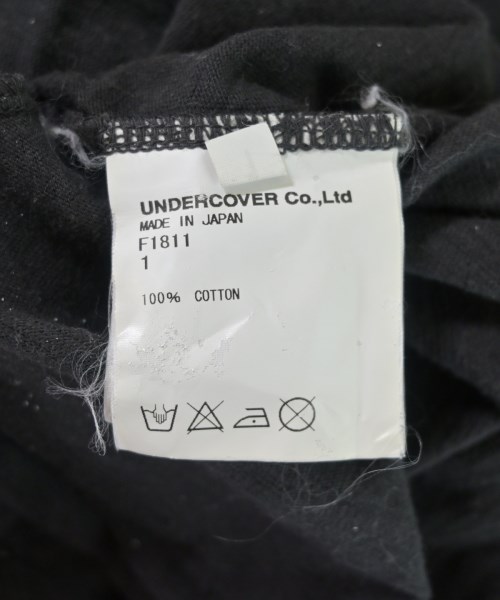 UNDERCOVER Co.,Ltd
MADE IN JAPAN
F1811
1
100% COTTON